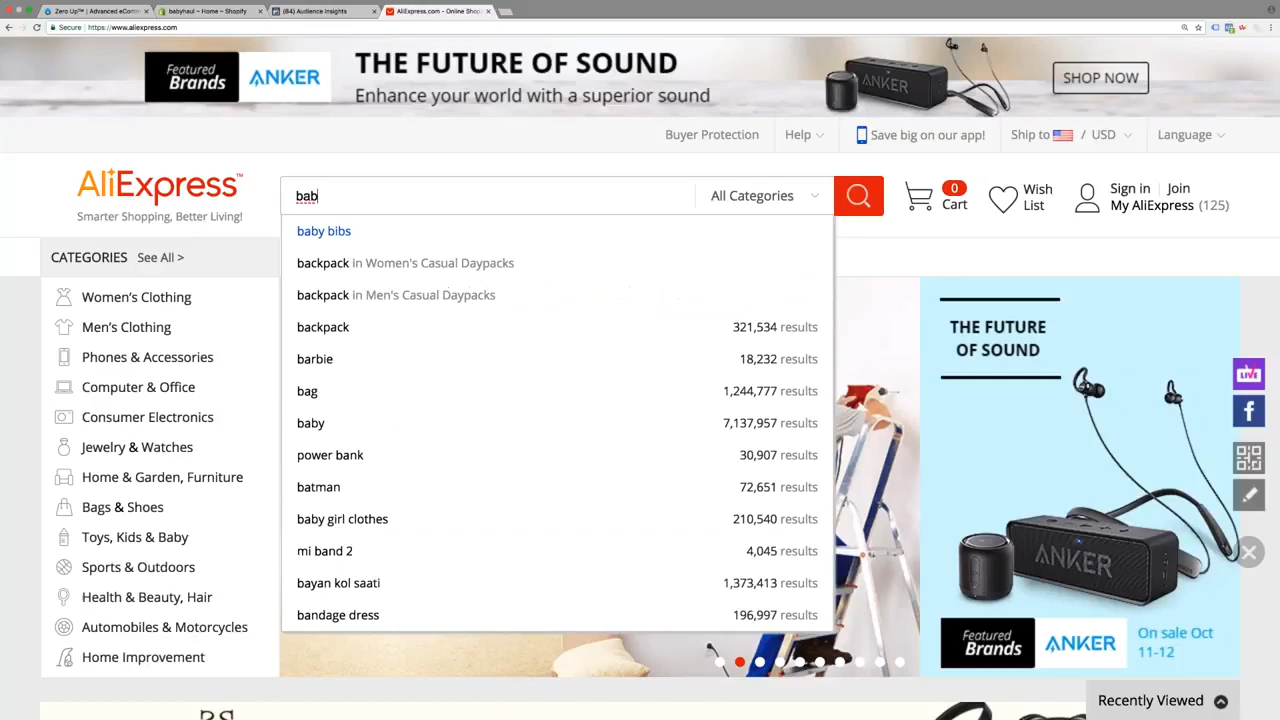 Zero Up™ | Advanced eComm
babyhaul ~ Home ~ Shopify
(84) Audience Insights
AliExpress.com - Online Shop
Secure | https://www.aliexpress.com
Featured Brands
ANKER
THE FUTURE OF SOUND
Enhance your world with a superior sound
ANKER
SHOP NOW
Buyer Protection
Help
Save big on our app!
Ship to / USD
Language
AliExpress™
Smarter Shopping, Better Living!
bab
All Categories
0
Cart
Wish
List
Sign in | Join
My AliExpress (125)
CATEGORIES See All >
Women's Clothing
Men's Clothing
Phones & Accessories
Computer & Office
Consumer Electronics
Jewelry & Watches
Home & Garden, Furniture
Bags & Shoes
Toys, Kids & Baby
Sports & Outdoors
Health & Beauty, Hair
Automobiles & Motorcycles
Home Improvement
baby bibs
backpack in Women's Casual Daypacks
backpack in Men's Casual Daypacks
backpack 321,534 results
barbie 18,232 results
bag 1,244,777 results
baby 7,137,957 results
power bank 30,907 results
batman 72,651 results
baby girl clothes 210,540 results
mi band 2 4,045 results
bayan kol saati 1,373,413 results
bandage dress 196,997 results
THE FUTURE
OF SOUND
ANKER
Featured
Brands
ANKER
On sale Oct
11-12
LIVE
Recently Viewed